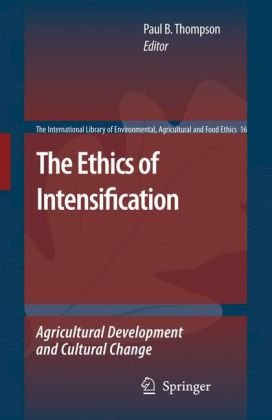 Paul B. Thompson
Editor
The International Library of Environmental, Agricultural and Food Ethics 16
The Ethics of
Intensification
Agricultural Development
and Cultural Change
Springer